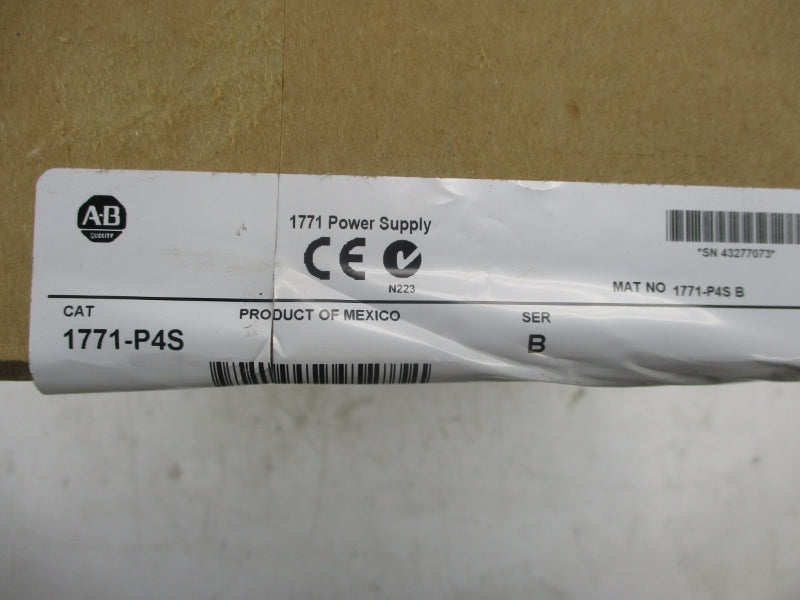 A-B
QUALITY
1771 Power Supply
CE
N223
*SN 43277073*
MAT NO 1771-P4S B
CAT
1771-P4S
PRODUCT OF MEXICO
SER
B